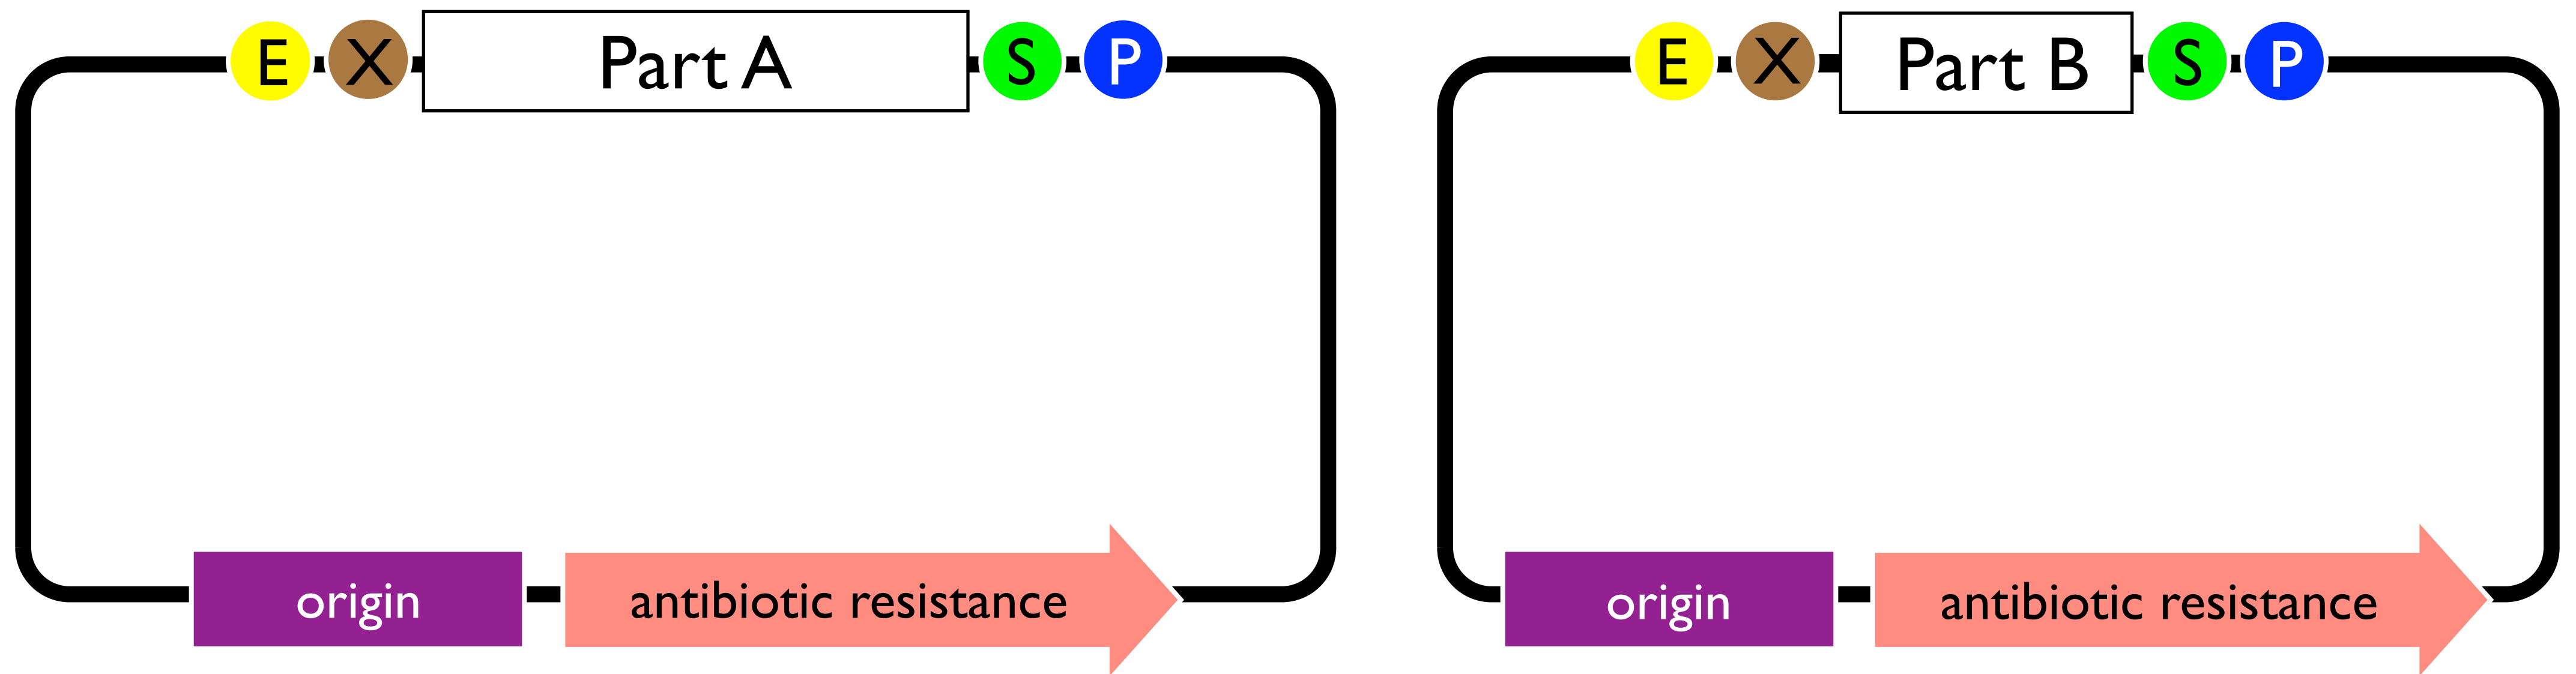 E X Part A S P
E X Part B S P
origin antibiotic resistance
origin antibiotic resistance